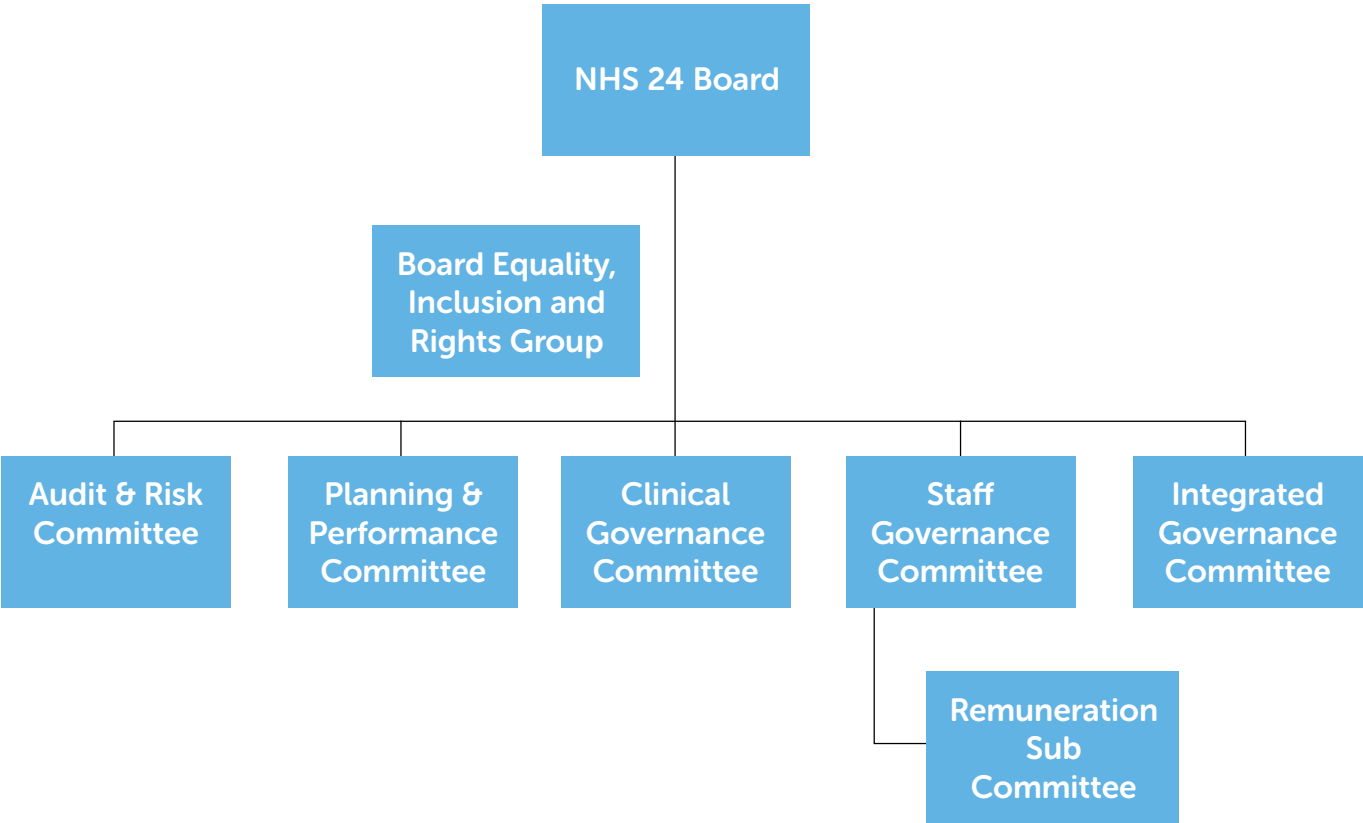 NHS 24 Board
Board Equality,
Inclusion and
Rights Group
Audit & Risk
Committee
Planning &
Performance
Committee
Clinical
Governance
Committee
Staff
Governance
Committee
Integrated
Governance
Committee
Remuneration
Sub
Committee